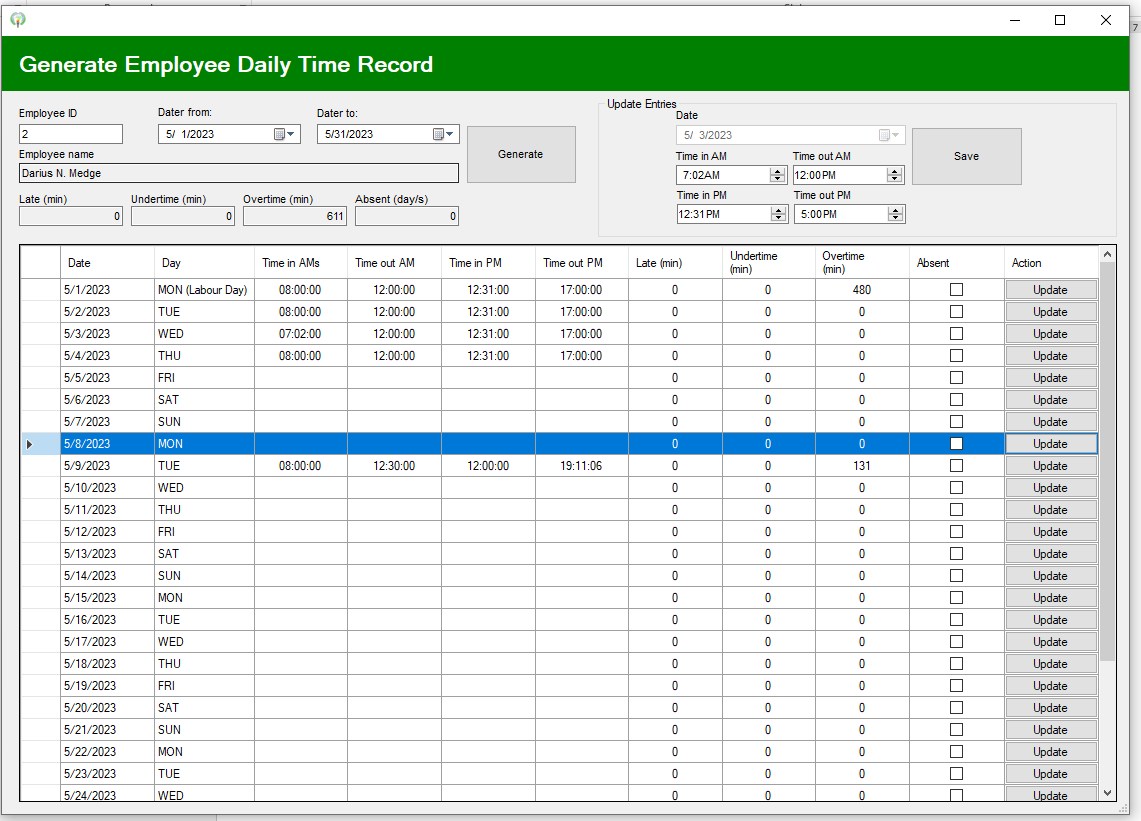 Generate Employee Daily Time Record
Employee ID Dater from: Dater to:
2 5/ 1/2023 5/31/2023 Generate
Employee name
Darius N. Medge
Late (min) Undertime (min) Overtime (min) Absent (day/s)
0 0 611 0
Update Entries
Date
5/ 3/2023
Time in AM Time out AM Save
7:02AM 12:00PM
Time in PM Time out PM
12:31PM 5:00PM
Date Day Time in AMs Time out AM Time in PM Time out PM Late (min) Undertime (min) Overtime (min) Absent Action
5/1/2023 MON (Labour Day) 08:00:00 12:00:00 12:31:00 17:00:00 0 0 480 Update
5/2/2023 TUE 08:00:00 12:00:00 12:31:00 17:00:00 0 0 0 Update
5/3/2023 WED 07:02:00 12:00:00 12:31:00 17:00:00 0 0 0 Update
5/4/2023 THU 08:00:00 12:00:00 12:31:00 17:00:00 0 0 0 Update
5/5/2023 FRI 0 0 0 Update
5/6/2023 SAT 0 0 0 Update
5/7/2023 SUN 0 0 0 Update
5/8/2023 MON 0 0 0 Update
5/9/2023 TUE 08:00:00 12:30:00 12:00:00 19:11:06 0 0 131 Update
5/10/2023 WED 0 0 0 Update
5/11/2023 THU 0 0 0 Update
5/12/2023 FRI 0 0 0 Update
5/13/2023 SAT 0 0 0 Update
5/14/2023 SUN 0 0 0 Update
5/15/2023 MON 0 0 0 Update
5/16/2023 TUE 0 0 0 Update
5/17/2023 WED 0 0 0 Update
5/18/2023 THU 0 0 0 Update
5/19/2023 FRI 0 0 0 Update
5/20/2023 SAT 0 0 0 Update
5/21/2023 SUN 0 0 0 Update
5/22/2023 MON 0 0 0 Update
5/23/2023 TUE 0 0 0 Update
5/24/2023 WED 0 0 0 Update